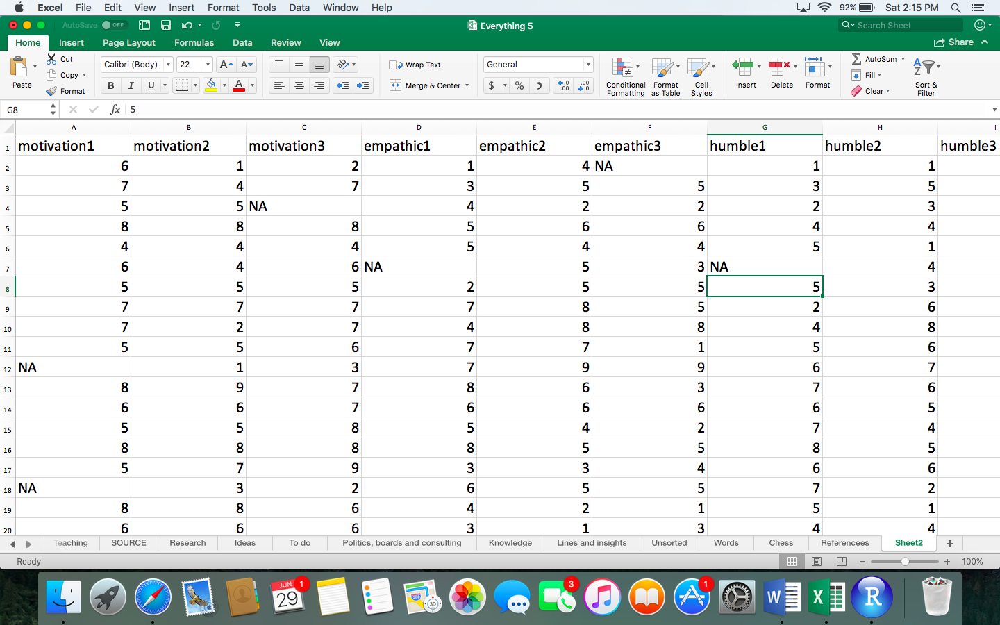 Excel File Edit View Insert Format Tools Data Window Help 92% Sat 2:15 PM
AutoSave OFF Everything 5 Search Sheet
Home Insert Page Layout Formulas Data Review View Share
Paste Cut Copy Format Calibri (Body) 22 A A B I U A Wrap Text Merge & Center General $ % ) .0 .00 .00 .0 Conditional Formatting Format as Table Cell Styles Insert Delete Format AutoSum Fill Clear Sort & Filter
G8 fx 5
A B C D E F G H I
1 motivation1 motivation2 motivation3 empathic1 empathic2 empathic3 humble1 humble2 humble3
2 6 1 2 1 4 NA 1 1
3 7 4 7 3 5 5 3 5
4 5 5 NA 4 2 2 2 3
5 8 8 8 5 6 6 4 4
6 4 4 4 5 4 4 5 1
7 6 4 6 NA 5 3 NA 4
8 5 5 5 2 5 5 5 3
9 7 7 7 7 8 5 2 6
10 7 2 7 4 8 8 4 8
11 5 5 6 7 7 1 5 6
12 NA 1 3 7 9 9 6 7
13 8 9 7 8 6 3 7 6
14 6 6 7 6 6 6 6 5
15 5 5 8 5 4 2 7 4
16 8 8 8 8 5 5 8 5
17 5 7 9 3 3 4 6 6
18 NA 3 2 6 5 5 7 2
19 8 8 6 4 2 1 5 1
20 6 6 6 3 1 3 4 4
Teaching SOURCE Research Ideas To do Politics, boards and consulting Knowledge Lines and insights Unsorted Words Chess Referencees Sheet2 +
Ready 100%
JUN 29 1 3D 3 1 W X R